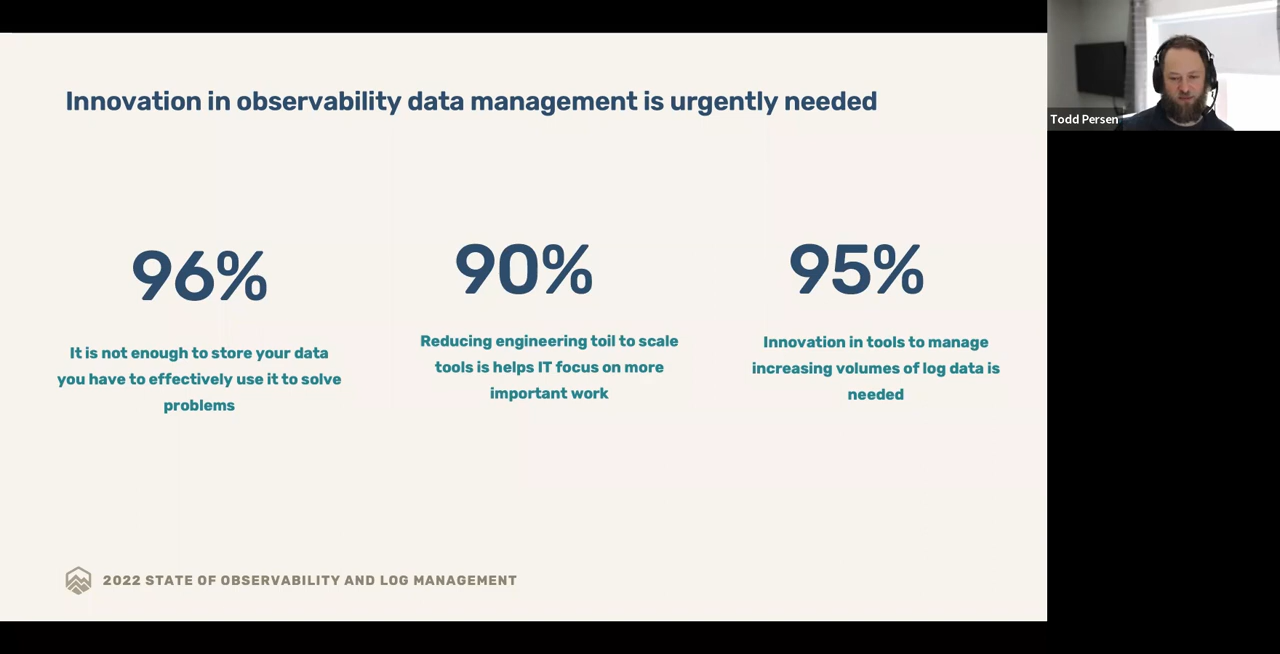 Innovation in observability data management is urgently needed
96%
It is not enough to store your data
you have to effectively use it to solve
problems
90%
Reducing engineering toil to scale
tools is helps IT focus on more
important work
95%
Innovation in tools to manage
increasing volumes of log data is
needed
2022 STATE OF OBSERVABILITY AND LOG MANAGEMENT
Todd Persen